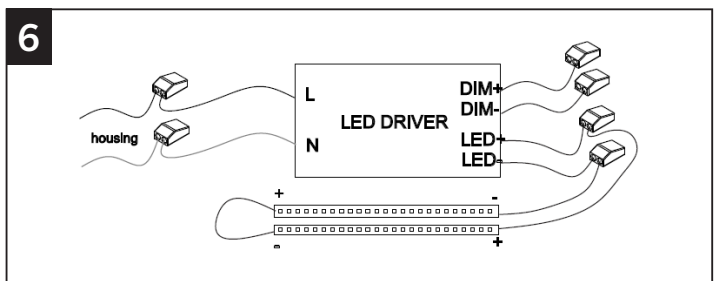 6
housing
L
N
LED DRIVER
DIM+
DIM-
LED+
LED-
+
-
-
+